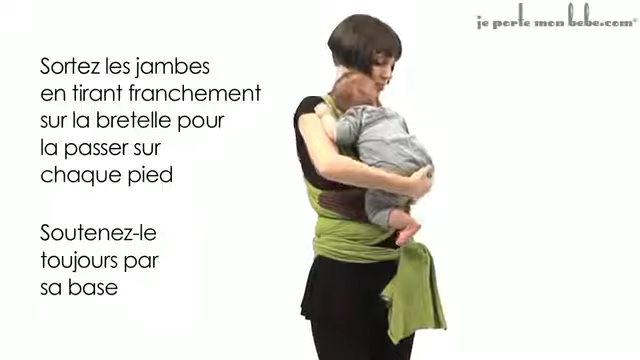 je porte mon bebe.com®
Sortez les jambes
en tirant franchement
sur la bretelle pour
la passer sur
chaque pied
Soutenez-le
toujours par
sa base